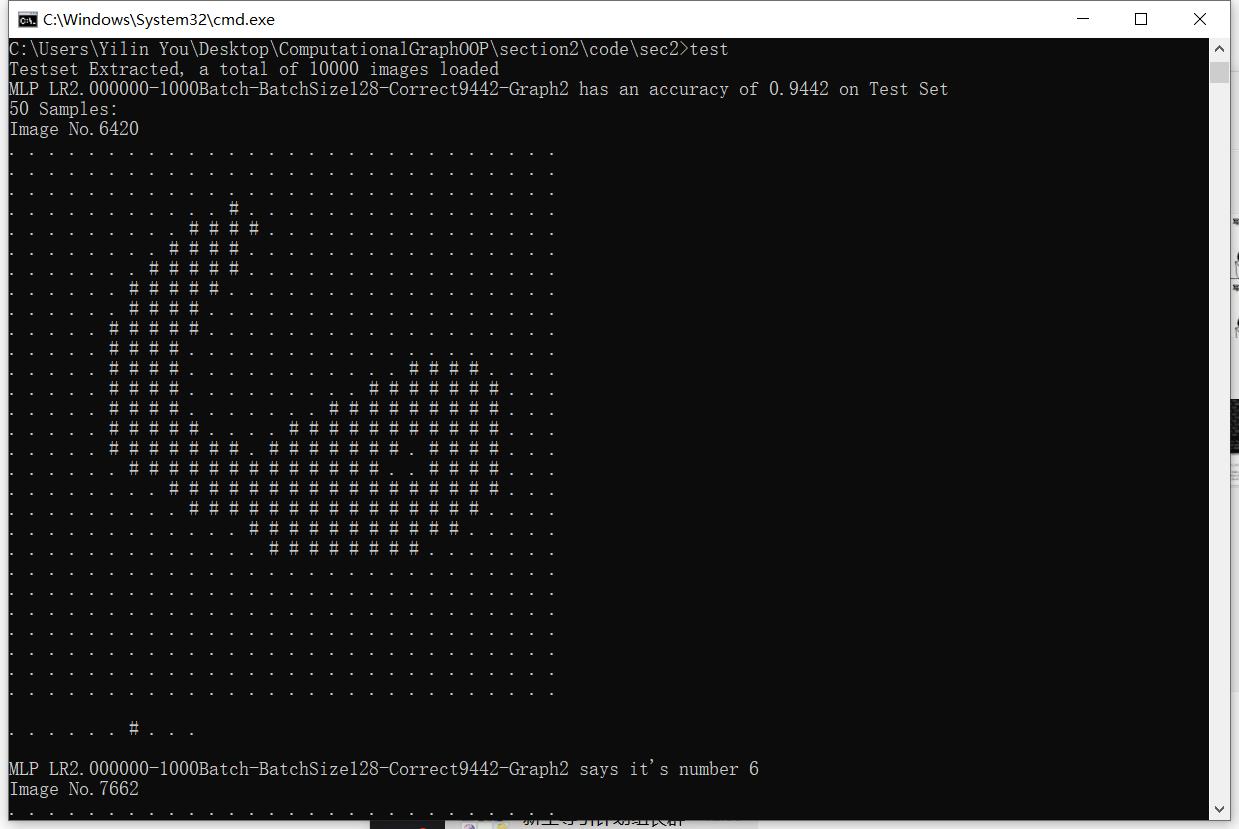 C:\Windows\System32\cmd.exe
C:\Users\Yilin You\Desktop\ComputationalGraphOOP\section2\code\sec2>test
Testset Extracted, a total of 10000 images loaded
MLP LR2.000000-1000Batch-BatchSize128-Correct9442-Graph2 has an accuracy of 0.9442 on Test Set
50 Samples:
Image No.6420
. . . . . . . . . . . . . . . . . . . . . . . . . . . .
. . . . . . . . . . . . . . . . . . . . . . . . . . . .
. . . . . . . . . . . . . . . . . . . . . . . . . . . .
. . . . . . . . . . . # . . . . . . . . . . . . . . . .
. . . . . . . . . # # # # . . . . . . . . . . . . . . .
. . . . . . . . # # # # . . . . . . . . . . . . . . . .
. . . . . . . # # # # # . . . . . . . . . . . . . . . .
. . . . . . # # # # # . . . . . . . . . . . . . . . . .
. . . . . . # # # # . . . . . . . . . . . . . . . . . .
. . . . . # # # # # . . . . . . . . . . . . . . . . . .
. . . . . # # # # . . . . . . . . . . . . . . . . . . .
. . . . . # # # # . . . . . . . . . . . # # # # . . . .
. . . . . # # # # . . . . . . . . . # # # # # # # . . .
. . . . . # # # # . . . . . . . # # # # # # # # # . . .
. . . . . # # # # # . . . . # # # # # # # # # # # . . .
. . . . . # # # # # # # . # # # # # # # . # # # # . . .
. . . . . . # # # # # # # # # # # # # . . # # # # . . .
. . . . . . . . # # # # # # # # # # # # # # # # # . . .
. . . . . . . . . # # # # # # # # # # # # # # # . . . .
. . . . . . . . . . . . # # # # # # # # # # # . . . . .
. . . . . . . . . . . . . # # # # # # # # . . . . . . .
. . . . . . . . . . . . . . . . . . . . . . . . . . . .
. . . . . . . . . . . . . . . . . . . . . . . . . . . .
. . . . . . . . . . . . . . . . . . . . . . . . . . . .
. . . . . . . . . . . . . . . . . . . . . . . . . . . .
. . . . . . . . . . . . . . . . . . . . . . . . . . . .
. . . . . . . . . . . . . . . . . . . . . . . . . . . .
. . . . . . . . . . . . . . . . . . . . . . . . . . . .
. . . . . . # . . .
MLP LR2.000000-1000Batch-BatchSize128-Correct9442-Graph2 says it's number 6
Image No.7662
. . . . . . . . . . . . . . . . . . . . . . . . . . . .